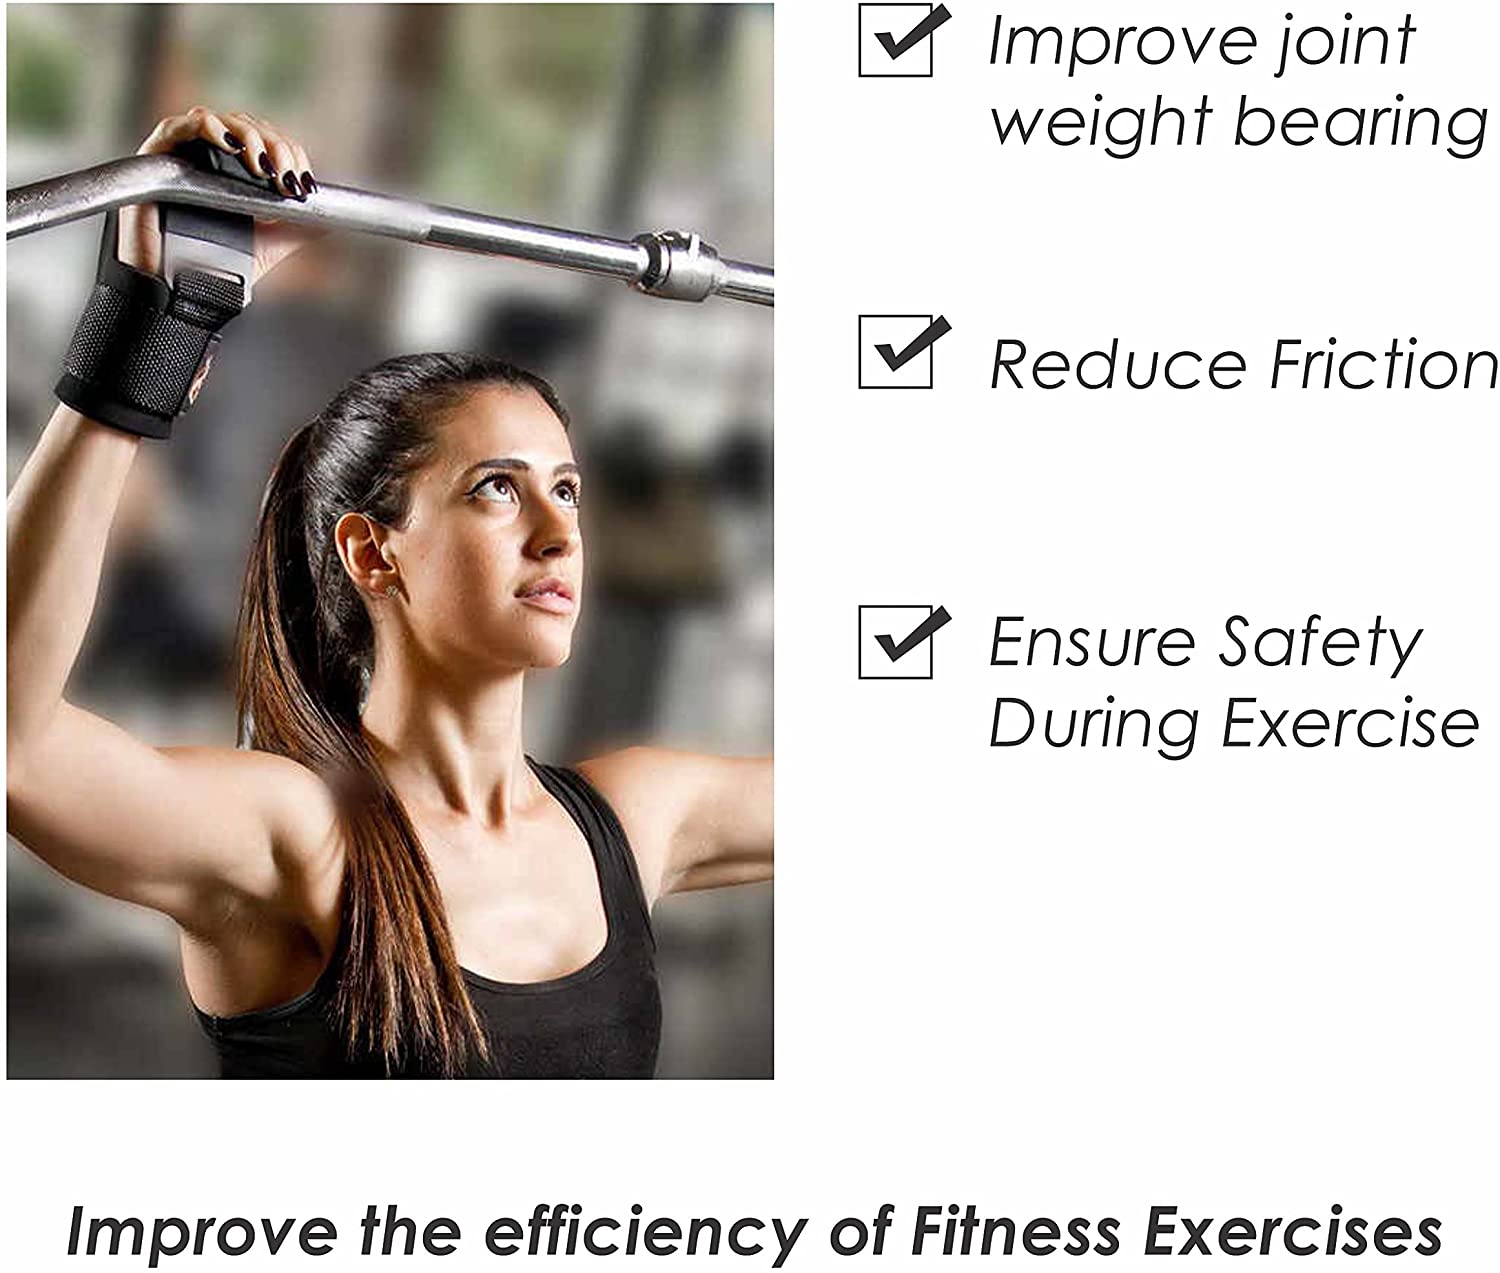 Improve joint
weight bearing
Reduce Friction
Ensure Safety
During Exercise
Improve the efficiency of Fitness Exercises